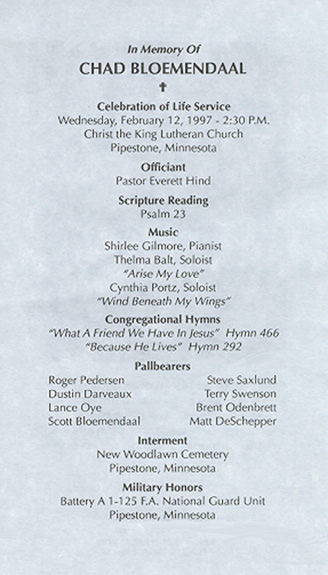 In Memory Of
CHAD BLOEMENDAAL
Celebration of Life Service
Wednesday, February 12, 1997 - 2:30 P.M.
Christ the King Lutheran Church
Pipestone, Minnesota
Officiant
Pastor Everett Hind
Scripture Reading
Psalm 23
Music
Shirlee Gilmore, Pianist
Thelma Balt, Soloist
"Arise My Love"
Cynthia Portz, Soloist
"Wind Beneath My Wings"
Congregational Hymns
"What A Friend We Have In Jesus" Hymn 466
"Because He Lives" Hymn 292
Pallbearers
Roger Pedersen Steve Saxlund
Dustin Darveaux Terry Swenson
Lance Oye Brent Odenbrett
Scott Bloemendaal Matt DeSchepper
Interment
New Woodlawn Cemetery
Pipestone, Minnesota
Military Honors
Battery A 1-125 F.A. National Guard Unit
Pipestone, Minnesota